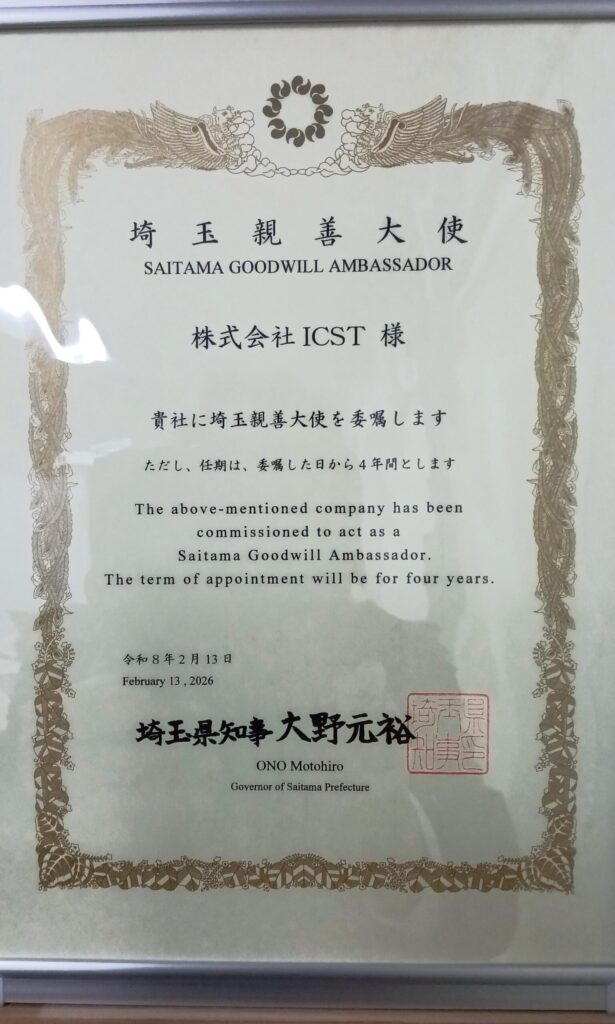 埼玉親善大使
SAITAMA GOODWILL AMBASSADOR
株式会社ICST 様
貴社に埼玉親善大使を委嘱します
ただし、任期は、委嘱した日から4年間とします
The above-mentioned company has been
commissioned to act as a
Saitama Goodwill Ambassador.
The term of appointment will be for four years.
令和8年2月13日
February 13 , 2026
埼玉県知事 大野元裕
ONO Motohiro
Governor of Saitama Prefecture